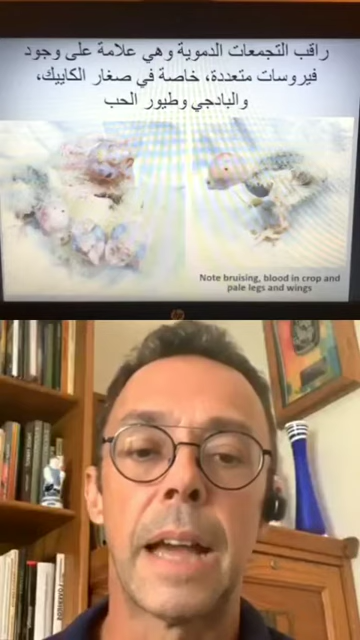 راقب التجمعات الدموية وهي علامة على وجود
فيروسات متعددة، خاصة في صغار الكاييك،
والبادجي وطيور الحب
Note bruising, blood in crop and
pale legs and wings